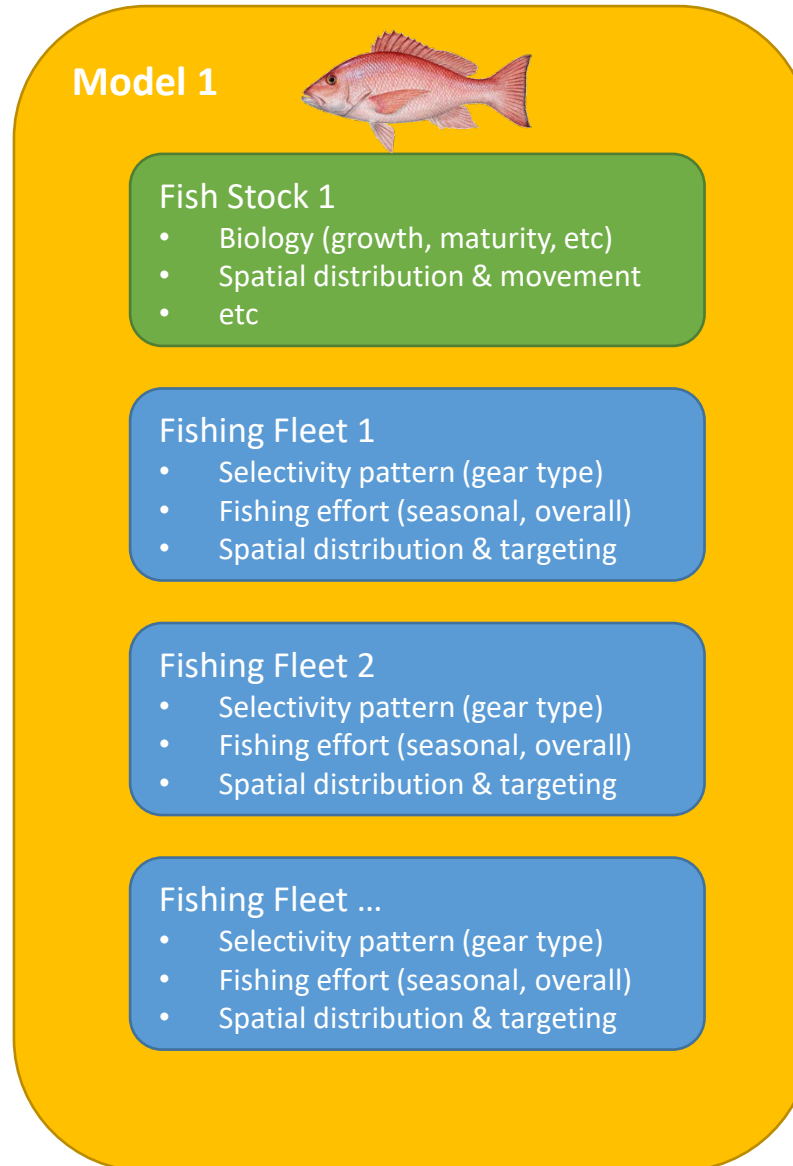 Model 1
Fish Stock 1
• Biology (growth, maturity, etc)
• Spatial distribution & movement
• etc
Fishing Fleet 1
• Selectivity pattern (gear type)
• Fishing effort (seasonal, overall)
• Spatial distribution & targeting
Fishing Fleet 2
• Selectivity pattern (gear type)
• Fishing effort (seasonal, overall)
• Spatial distribution & targeting
Fishing Fleet ...
• Selectivity pattern (gear type)
• Fishing effort (seasonal, overall)
• Spatial distribution & targeting